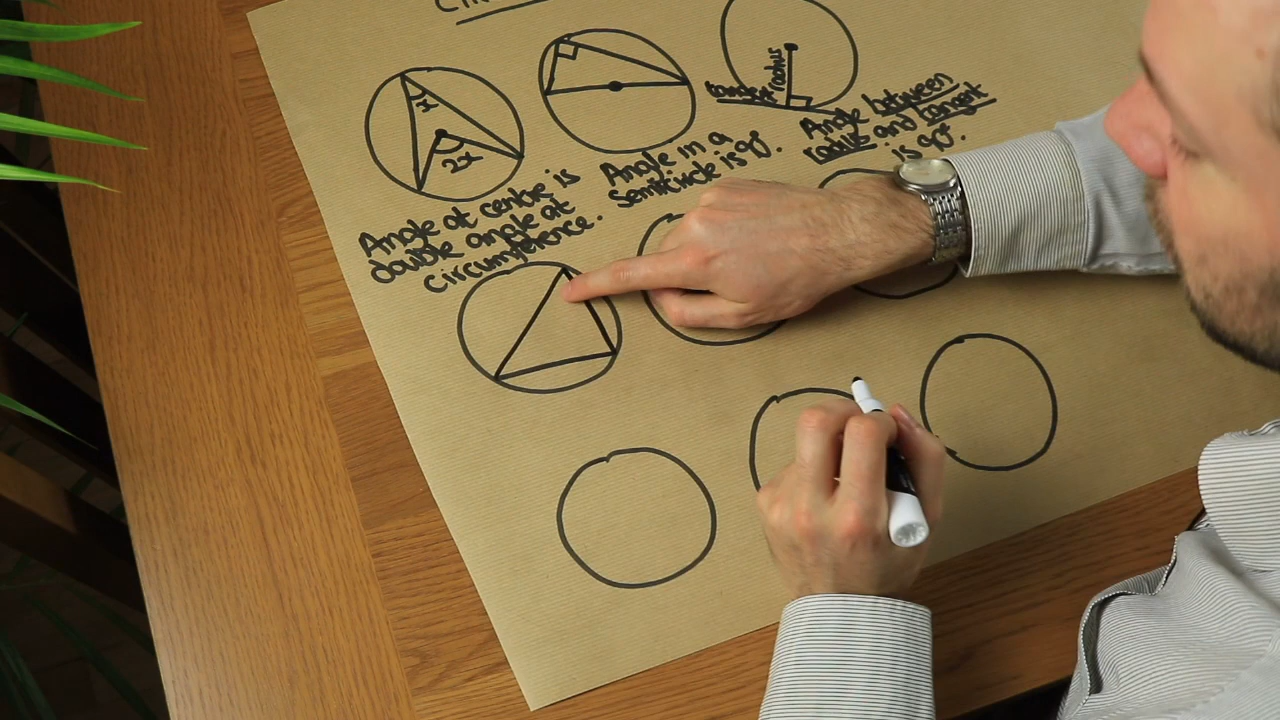 x
2x
Angle at centre is
double angle at
circumference.
Angle in a
Semicircle is 90°.
radius
Angle between
radius and tangent
is 90°.